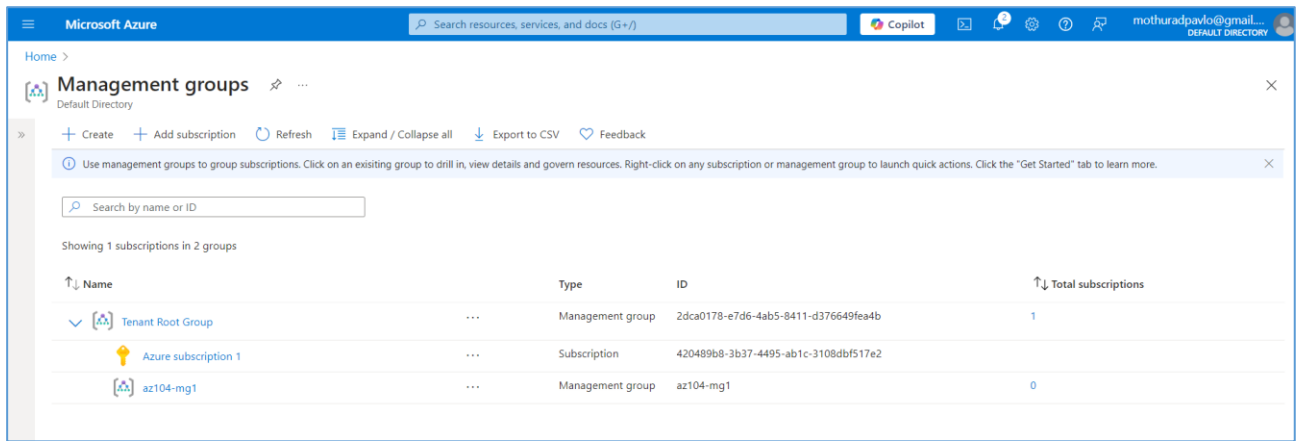 Microsoft Azure
Search resources, services, and docs (G+/)
Copilot
2
mothuradpavlo@gmail....
DEFAULT DIRECTORY
Home >
Management groups
...
Default Directory
Create
Add subscription
Refresh
Expand / Collapse all
Export to CSV
Feedback
Use management groups to group subscriptions. Click on an exisiting group to drill in, view details and govern resources. Right-click on any subscription or management group to launch quick actions. Click the "Get Started" tab to learn more.
Search by name or ID
Showing 1 subscriptions in 2 groups
Name Type ID Total subscriptions
Tenant Root Group ... Management group 2dca0178-e7d6-4ab5-8411-d376649fea4b 1
Azure subscription 1 ... Subscription 420489b8-3b37-4495-ab1c-3108dbf517e2
az104-mg1 ... Management group az104-mg1 0